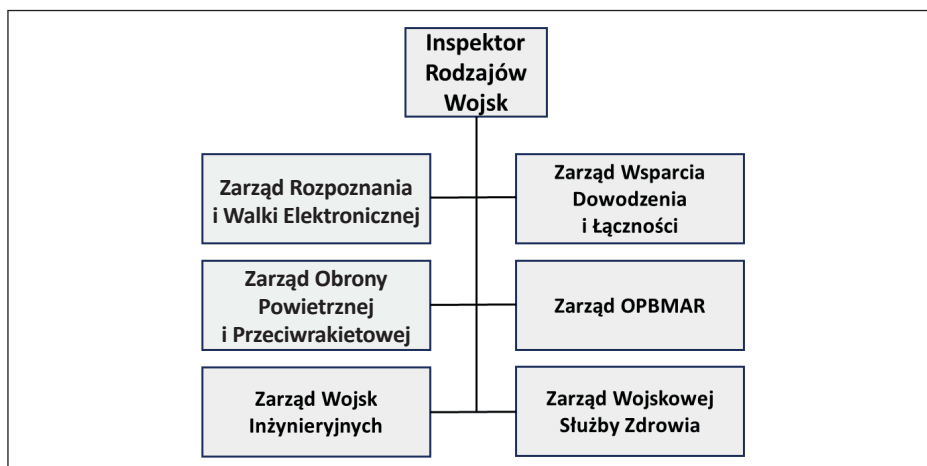 Inspektor
Rodzajów
Wojsk
Zarząd Rozpoznania
i Walki Elektronicznej
Zarząd Wsparcia
Dowodzenia
i Łączności
Zarząd Obrony
Powietrznej
i Przeciwrakietowej
Zarząd OPBMAR
Zarząd Wojsk
Inżynieryjnych
Zarząd Wojskowej
Służby Zdrowia